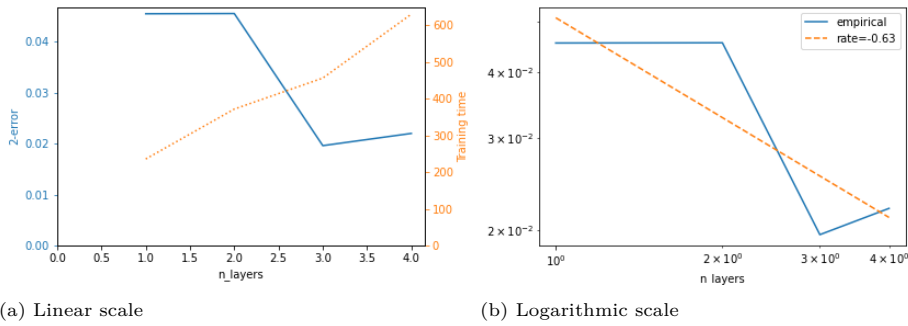 0.04
0.03
0.02
0.01
0.00
2-error
600
500
400
300
200
100
0
Training time
0.0 0.5 1.0 1.5 2.0 2.5 3.0 3.5 4.0
n_layers
(a) Linear scale
empirical
rate=-0.63
4 × 10⁻²
3 × 10⁻²
2 × 10⁻²
10⁰ 2 × 10⁰ 3 × 10⁰ 4 × 10⁰
n layers
(b) Logarithmic scale